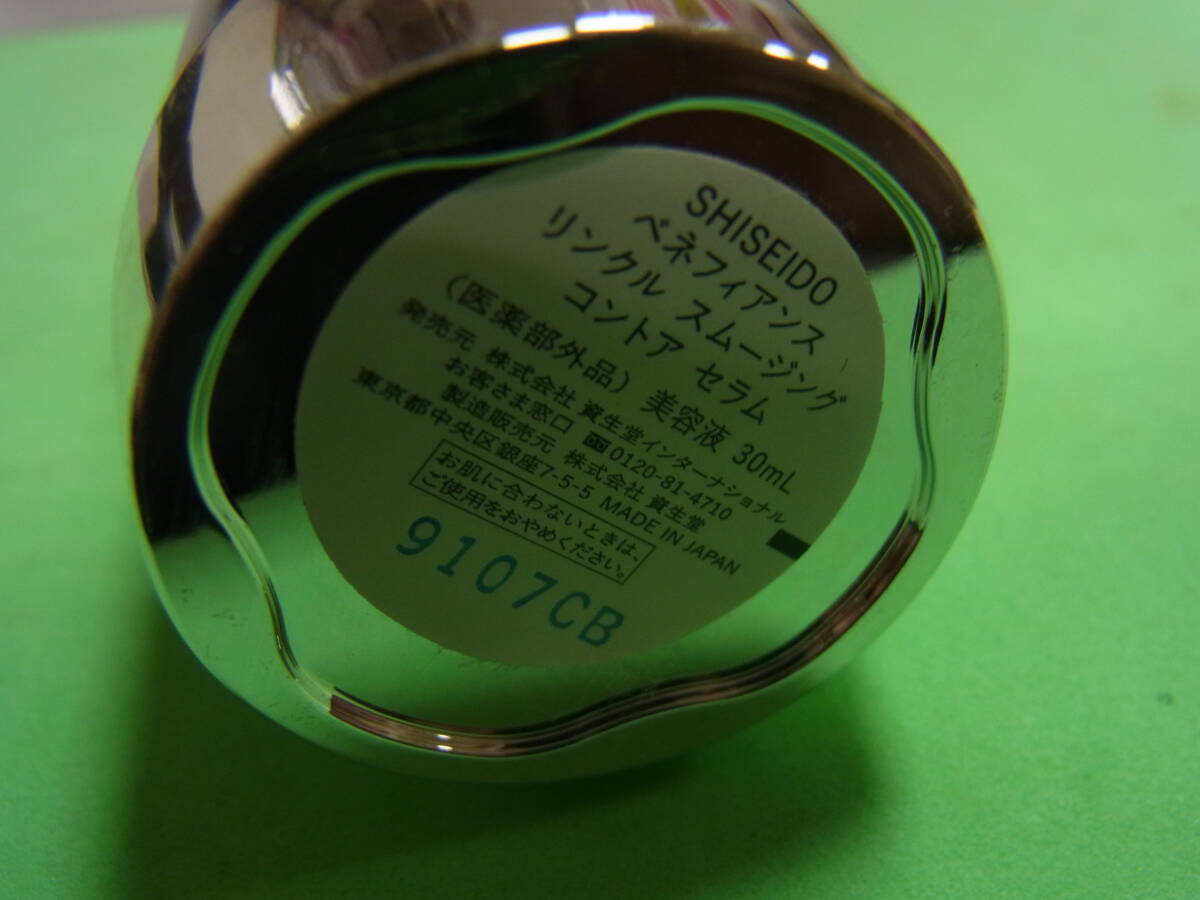 SHISEIDO
ベネフィアンス
リンクル スムージング
コントア セラム
(医薬部外品) 美容液 30mL
発売元 株式会社 資生堂インターナショナル
お客さま窓口 0120-81-4710
製造販売元 株式会社 資生堂
東京都中央区銀座7-5-5 MADE IN JAPAN
お肌に合わないときは、
ご使用をおやめください。
9107CB